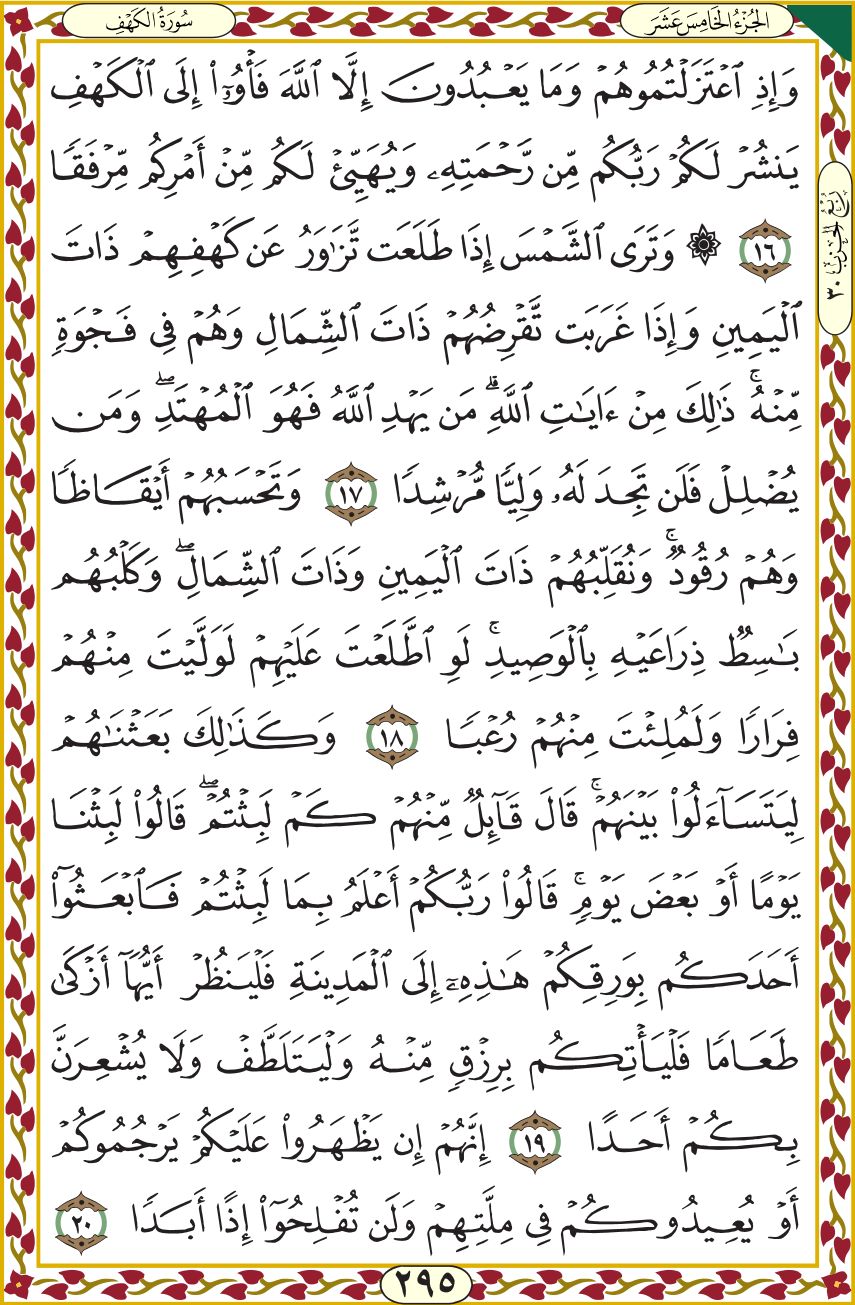 سُورَةُ الكَهْفِ
الجُزْءُ الخَامِسَ عَشَرَ
وَإِذِ ٱعْتَزَلْتُمُوهُمْ وَمَا يَعْبُدُونَ إِلَّا ٱللَّهَ فَأْوُۥٓا۟ إِلَى ٱلْكَهْفِ
يَنشُرْ لَكُمْ رَبُّكُم مِّن رَّحْمَتِهِۦ وَيُهَيِّئْ لَكُم مِّنْ أَمْرِكُم مِّرْفَقًا
١٦ ۞ وَتَرَى ٱلشَّمْسَ إِذَا طَلَعَت تَّزَٰوَرُ عَن كَهْفِهِمْ ذَاتَ
ٱلْيَمِينِ وَإِذَا غَرَبَت تَّقْرِضُهُمْ ذَاتَ ٱلشِّمَالِ وَهُمْ فِى فَجْوَةٍ
مِّنْهُ ۚ ذَٰلِكَ مِنْ ءَايَٰتِ ٱللَّهِ ۗ مَن يَهْدِ ٱللَّهُ فَهُوَ ٱلْمُهْتَدِ ۖ وَمَن
يُضْلِلْ فَلَن تَجِدَ لَهُۥ وَلِيًّا مُّرْشِدًا ١٧ وَتَحْسَبُهُمْ أَيْقَاظًا
وَهُمْ رُقُودٌ ۚ وَنُقَلِّبُهُمْ ذَاتَ ٱلْيَمِينِ وَذَاتَ ٱلشِّمَالِ ۖ وَكَلْبُهُم
بَٰسِطٌ ذِرَاعَيْهِ بِٱلْوَصِيدِ ۚ لَوِ ٱطَّلَعْتَ عَلَيْهِمْ لَوَلَّيْتَ مِنْهُمْ
فِرَارًا وَلَمُلِئْتَ مِنْهُمْ رُعْبًا ١٨ وَكَذَٰلِكَ بَعَثْنَٰهُمْ
لِيَتَسَآءَلُوا۟ بَيْنَهُمْ ۚ قَالَ قَآئِلٌ مِّنْهُمْ كَمْ لَبِثْتُمْ ۖ قَالُوا۟ لَبِثْنَا
يَوْمًا أَوْ بَعْضَ يَوْمٍ ۚ قَالُوا۟ رَبُّكُمْ أَعْلَمُ بِمَا لَبِثْتُمْ فَٱبْعَثُوٓا۟
أَحَدَكُم بِوَرِقِكُمْ هَٰذِهِۦٓ إِلَى ٱلْمَدِينَةِ فَلْيَنظُرْ أَيُّهَآ أَزْكَىٰ
طَعَامًا فَلْيَأْتِكُم بِرِزْقٍ مِّنْهُ وَلْيَتَلَطَّفْ وَلَا يُشْعِرَنَّ
بِكُمْ أَحَدًا ١٩ إِنَّهُمْ إِن يَظْهَرُوا۟ عَلَيْكُمْ يَرْجُمُوكُمْ
أَوْ يُعِيدُوكُمْ فِى مِلَّتِهِمْ وَلَن تُفْلِحُوٓا۟ إِذًا أَبَدًا ٢٠
رُبْعُ الحِزْبِ ٣٠
٢٩٥